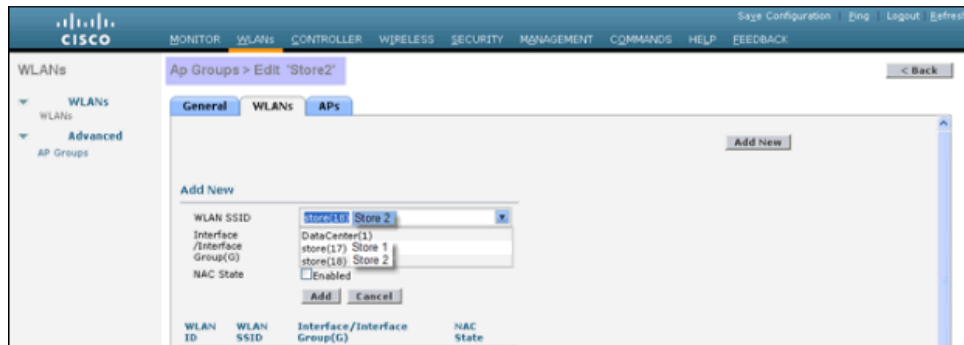 Save Configuration Ping Logout Refresh
CISCO MONITOR WLANs CONTROLLER WIRELESS SECURITY MANAGEMENT COMMANDS HELP FEEDBACK
WLANs
Ap Groups > Edit 'Store2'
< Back
WLANs
WLANs
Advanced
AP Groups
General WLANs APs
Add New
Add New
WLAN SSID store(18) Store 2
Interface
/Interface
Group(G)
DataCenter(1)
store(17) Store 1
store(18) Store 2
NAC State Enabled
Add Cancel
WLAN ID
WLAN SSID
Interface/Interface Group(G)
NAC State